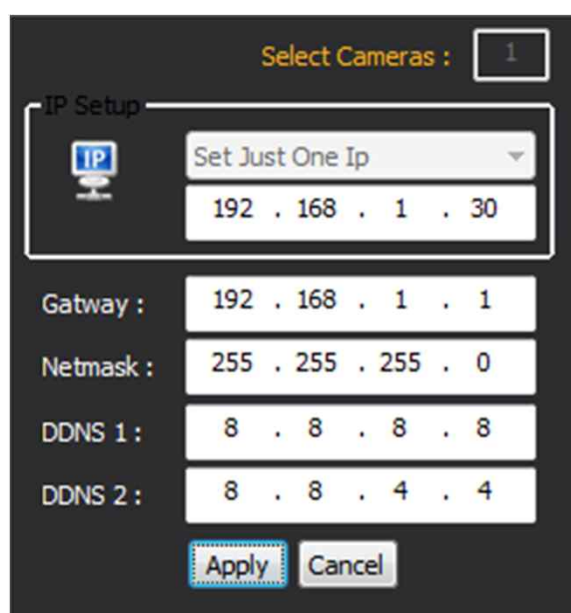 Select Cameras : 1
IP Setup
IP
Set Just One Ip
192 . 168 . 1 . 30
Gatway : 192 . 168 . 1 . 1
Netmask : 255 . 255 . 255 . 0
DDNS 1 : 8 . 8 . 8 . 8
DDNS 2 : 8 . 8 . 4 . 4
Apply Cancel